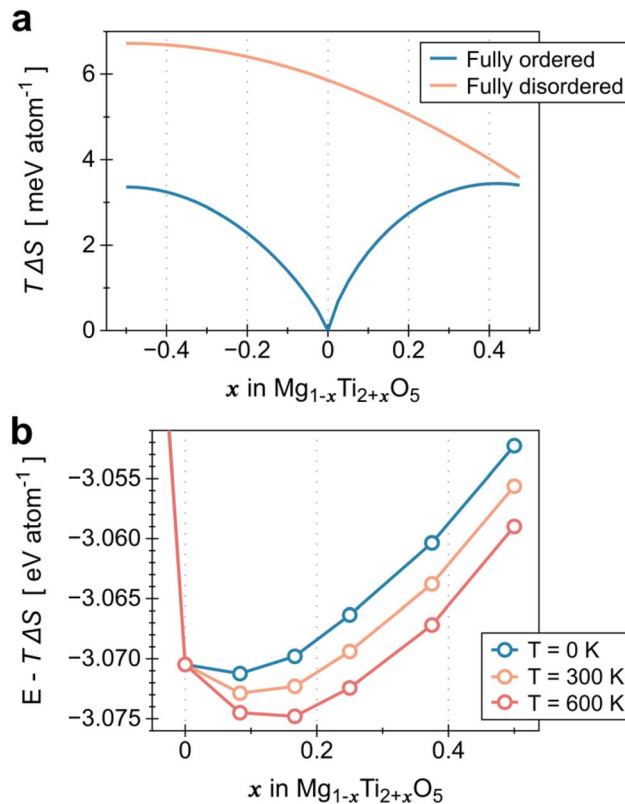 a
T ΔS [ meV atom⁻¹ ]
6
4
2
0
Fully ordered
Fully disordered
−0.4
−0.2
0
0.2
0.4
x in Mg₁₋ₓTi₂₊ₓO₅
b
E - T ΔS [ eV atom⁻¹ ]
−3.055
−3.060
−3.065
−3.070
−3.075
T = 0 K
T = 300 K
T = 600 K
0
0.2
0.4
x in Mg₁₋ₓTi₂₊ₓO₅